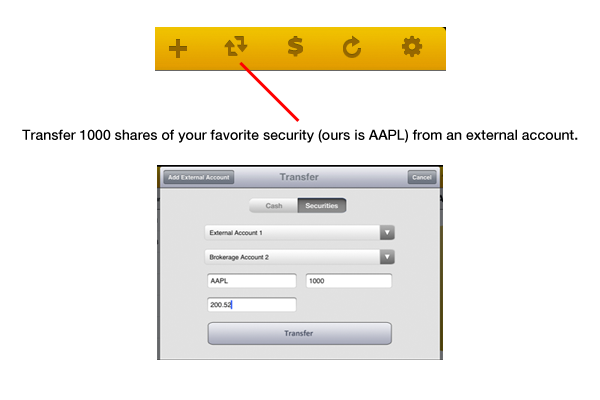 $
Transfer 1000 shares of your favorite security (ours is AAPL) from an external account.
Add External Account Transfer Cancel
Cash Securities
External Account 1
Brokerage Account 2
AAPL 1000
200.52
Transfer